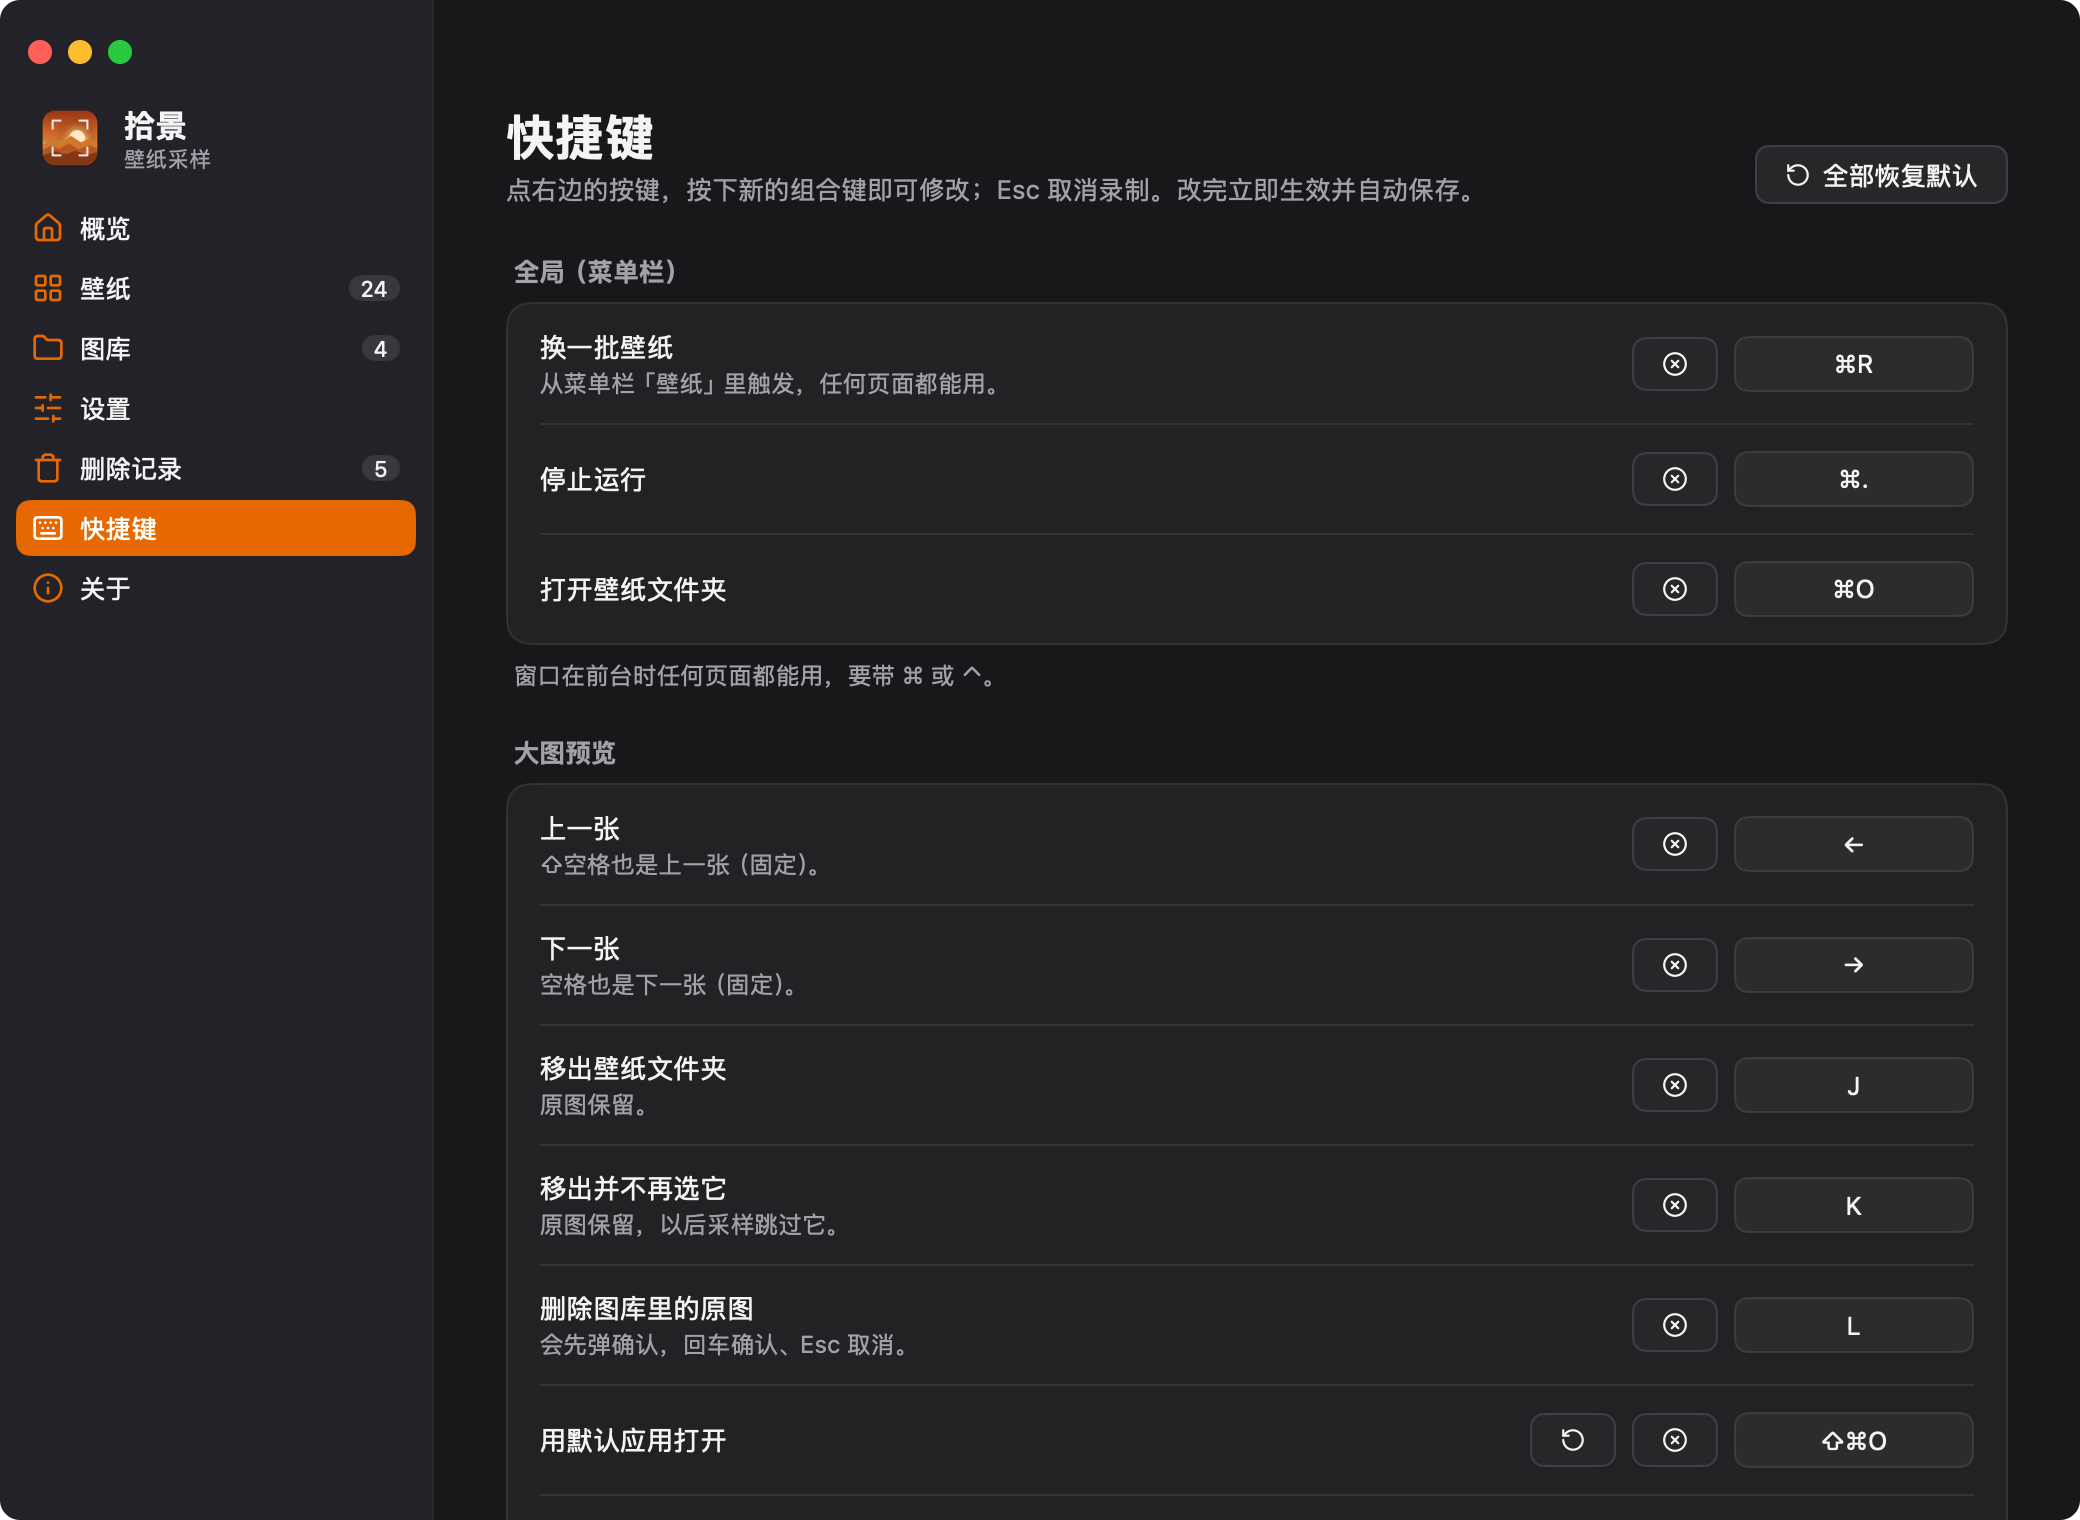 拾景
壁纸采样
概览
壁纸 24
图库 4
设置
删除记录 5
快捷键
关于
快捷键
点右边的按键，按下新的组合键即可修改；Esc 取消录制。改完立即生效并自动保存。
全部恢复默认
全局（菜单栏）
换一批壁纸
从菜单栏「壁纸」里触发，任何页面都能用。
⌘R
停止运行
⌘.
打开壁纸文件夹
⌘O
窗口在前台时任何页面都能用，要带 ⌘ 或 ⌃。
大图预览
上一张
⇧空格也是上一张（固定）。
←
下一张
空格也是下一张（固定）。
→
移出壁纸文件夹
原图保留。
J
移出并不再选它
原图保留，以后采样跳过它。
K
删除图库里的原图
会先弹确认，回车确认、Esc 取消。
L
用默认应用打开
⇧⌘O